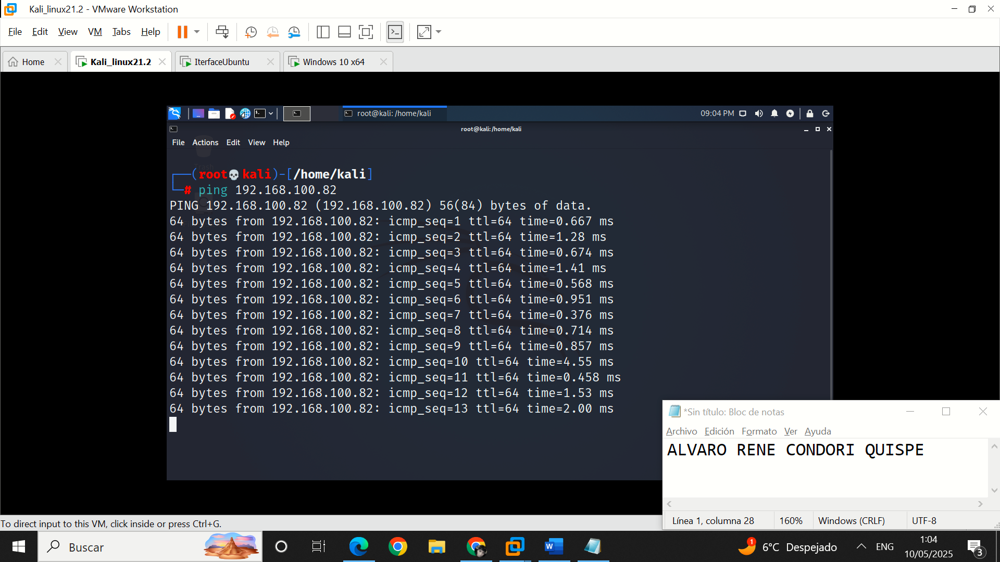 Kali_linux21.2 - VMware Workstation
File Edit View VM Tabs Help
Home Kali_linux21.2 IterfaceUbuntu Windows 10 x64
root@kali: /home/kali 09:04 PM
root@kali: /home/kali
File Actions Edit View Help
Trash
(root💀kali)-[/home/kali]
# ping 192.168.100.82
PING 192.168.100.82 (192.168.100.82) 56(84) bytes of data.
64 bytes from 192.168.100.82: icmp_seq=1 ttl=64 time=0.667 ms
64 bytes from 192.168.100.82: icmp_seq=2 ttl=64 time=1.28 ms
64 bytes from 192.168.100.82: icmp_seq=3 ttl=64 time=0.674 ms
64 bytes from 192.168.100.82: icmp_seq=4 ttl=64 time=1.41 ms
64 bytes from 192.168.100.82: icmp_seq=5 ttl=64 time=0.568 ms
64 bytes from 192.168.100.82: icmp_seq=6 ttl=64 time=0.951 ms
64 bytes from 192.168.100.82: icmp_seq=7 ttl=64 time=0.376 ms
64 bytes from 192.168.100.82: icmp_seq=8 ttl=64 time=0.714 ms
64 bytes from 192.168.100.82: icmp_seq=9 ttl=64 time=0.857 ms
64 bytes from 192.168.100.82: icmp_seq=10 ttl=64 time=4.55 ms
64 bytes from 192.168.100.82: icmp_seq=11 ttl=64 time=0.458 ms
64 bytes from 192.168.100.82: icmp_seq=12 ttl=64 time=1.53 ms
64 bytes from 192.168.100.82: icmp_seq=13 ttl=64 time=2.00 ms
*Sin título: Bloc de notas
Archivo Edición Formato Ver Ayuda
ALVARO RENE CONDORI QUISPE
Línea 1, columna 28 160% Windows (CRLF) UTF-8
To direct input to this VM, click inside or press Ctrl+G.
Buscar
1 6°C Despejado ENG
1:04
10/05/2025
3